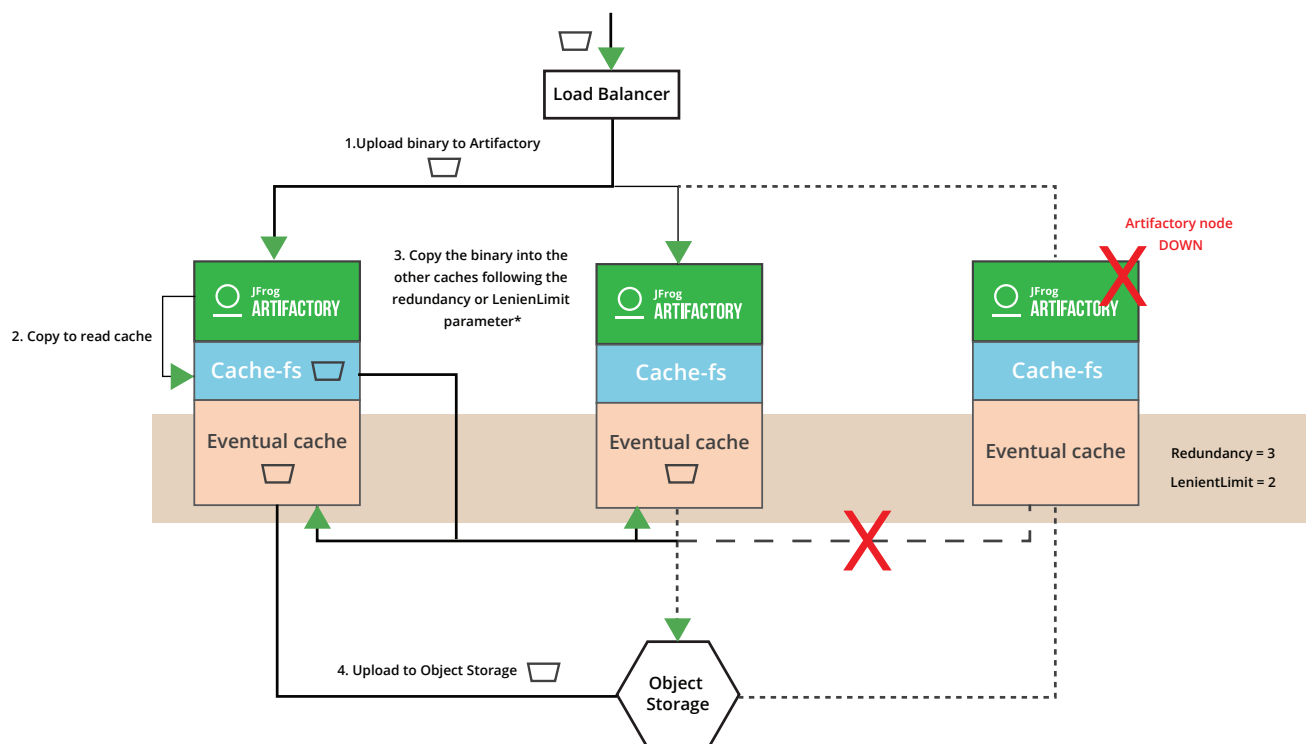 Load Balancer
1.Upload binary to Artifactory
Artifactory node
DOWN
3. Copy the binary into the
other caches following the
redundancy or LenienLimit
parameter*
JFrog
ARTIFACTORY
JFrog
ARTIFACTORY
JFrog
ARTIFACTORY
2. Copy to read cache
Cache-fs
Cache-fs
Cache-fs
Eventual cache
Eventual cache
Eventual cache
Redundancy = 3
LenientLimit = 2
4. Upload to Object Storage
Object
Storage